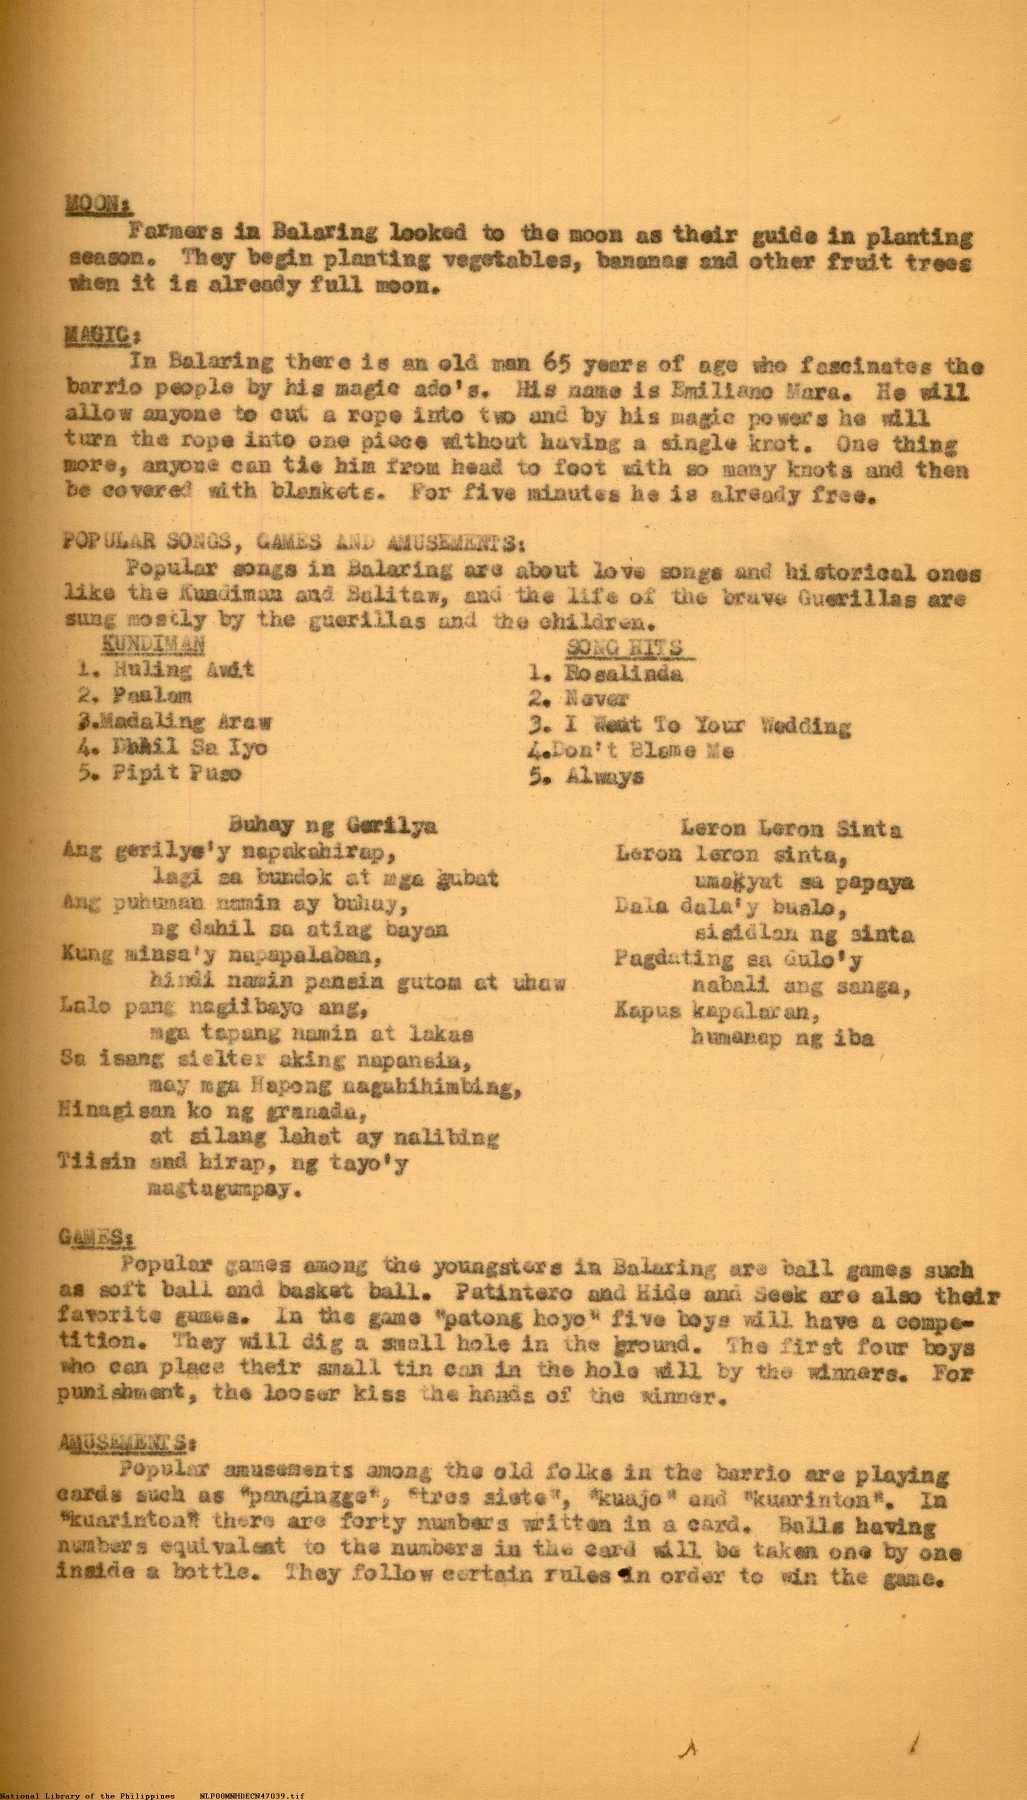 MOON:
Farmers in Balaring looked to the moon as their guide in planting
season. They begin planting vegetables, bananas and other fruit trees
when it is already full moon.
MAGIC:
In Balaring there is an old man 65 years of age who fascinates the
barrio people by his magic ado's. His name is Emiliano Mara. He will
allow anyone to cut a rope into two and by his magic powers he will
turn the rope into one piece without having a single knot. One thing
more, anyone can tie him from head to foot with so many knots and then
be covered with blankets. For five minutes he is already free.
POPULAR SONGS, GAMES AND AMUSEMENTS:
Popular songs in Balaring are about love songs and historical ones
like the Kundiman and Balitaw, and the life of the brave Guerillas are
sung mostly by the guerillas and the children.
KUNDIMAN
1. Huling Awit
2. Paalam
3.Madaling Araw
4. Dahil Sa Iyo
5. Pipit Puso
SONG HITS
1. Rosalinda
2. Never
3. I Went To Your Wedding
4.Don't Blame Me
5. Always
Buhay ng Gerilya
Ang gerilya'y napakahirap,
lagi sa bundok at mga gubat
Ang puhunan namin ay buhay,
ng dahil sa ating bayan
Kung minsa'y napapalaban,
hindi namin pansin gutom at uhaw
Lalo pang nagiibayo ang,
mga tapang namin at lakas
Sa isang sielter aking napansin,
may mga Hapong nagahihimbing,
Hinagisan ko ng granada,
at silang lahat ay nalibing
Tiisin and hirap, ng tayo'y
magtagumpay.
Leron Leron Sinta
Leron leron sinta,
umakyat sa papaya
Dala dala'y buslo,
sisidlan ng sinta
Pagdating sa dulo'y
nabali ang sanga,
Kapus kapalaran,
humanap ng iba
GAMES:
Popular games among the youngsters in Balaring are ball games such
as soft ball and basket ball. Patintero and Hide and Seek are also their
favorite games. In the game "patong hoyo" five boys will have a compe-
tition. They will dig a small hole in the ground. The first four boys
who can place their small tin can in the hole will by the winners. For
punishment, the looser kiss the hands of the winner.
AMUSEMENTS:
Popular amusements among the old folks in the barrio are playing
cards such as "pangingge", "tres siete", "kuajo" and "kuarinton". In
"kuarinton" there are forty numbers written in a card. Balls having
numbers equivalent to the numbers in the card will be taken one by one
inside a bottle. They follow certain rules in order to win the game.
National Library of the Philippines NLP00MNHDECN47039.tif